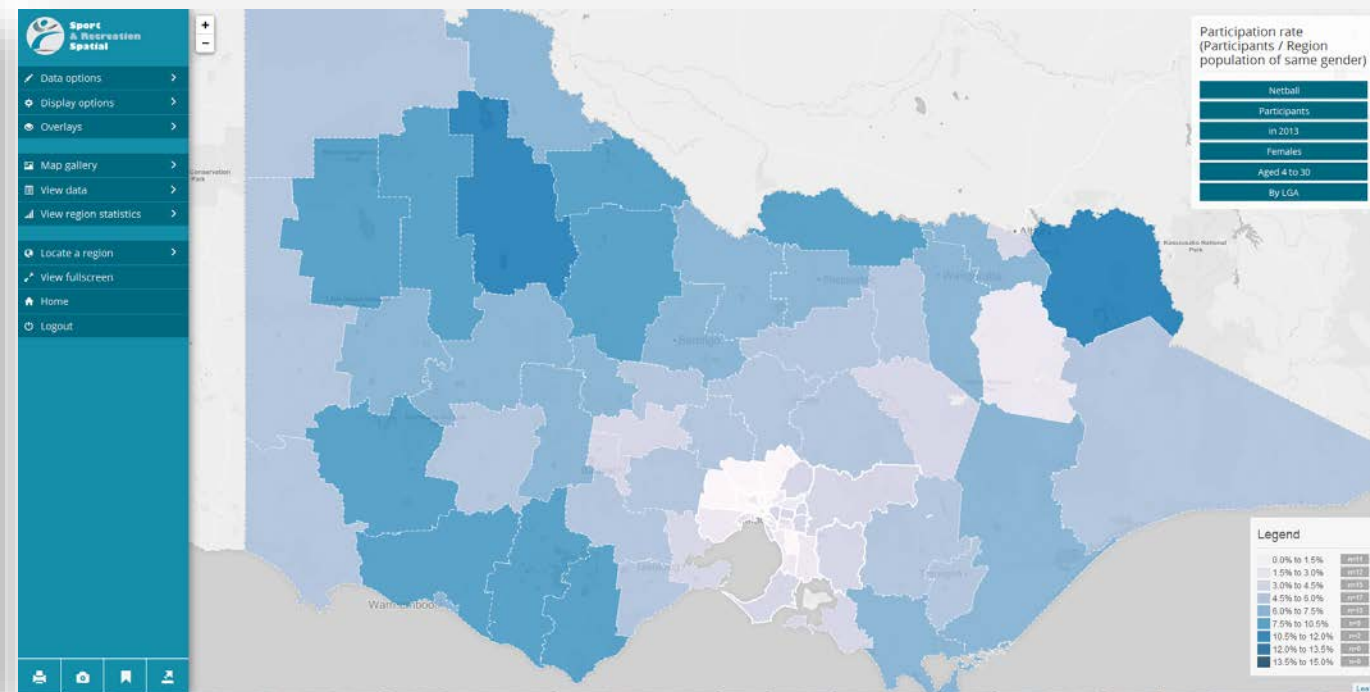 Sport
& Recreation
Spatial
Data options
Display options
Overlays
Map gallery
View data
View region statistics
Locate a region
View fullscreen
Home
Logout
+
−
Participation rate
(Participants / Region
population of same gender)
Netball
Participants
in 2013
Females
Aged 4 to 30
By LGA
Conservation
Park
Park
Legend
0.0% to 1.5%
1.5% to 3.0%
3.0% to 4.5%
4.5% to 6.0%
6.0% to 7.5%
7.5% to 10.5%
10.5% to 12.0%
12.0% to 13.5%
13.5% to 15.0%